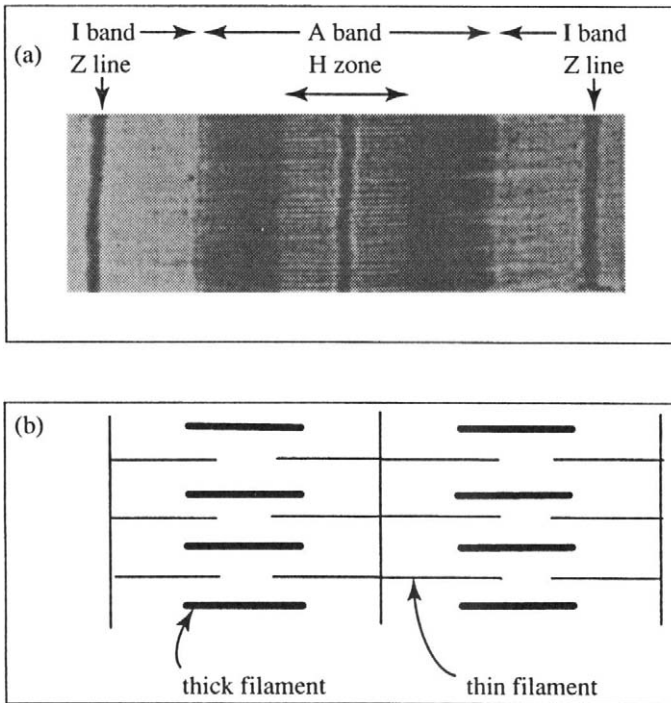 (a)
I band A band I band
Z line H zone Z line
(b)
thick filament thin filament